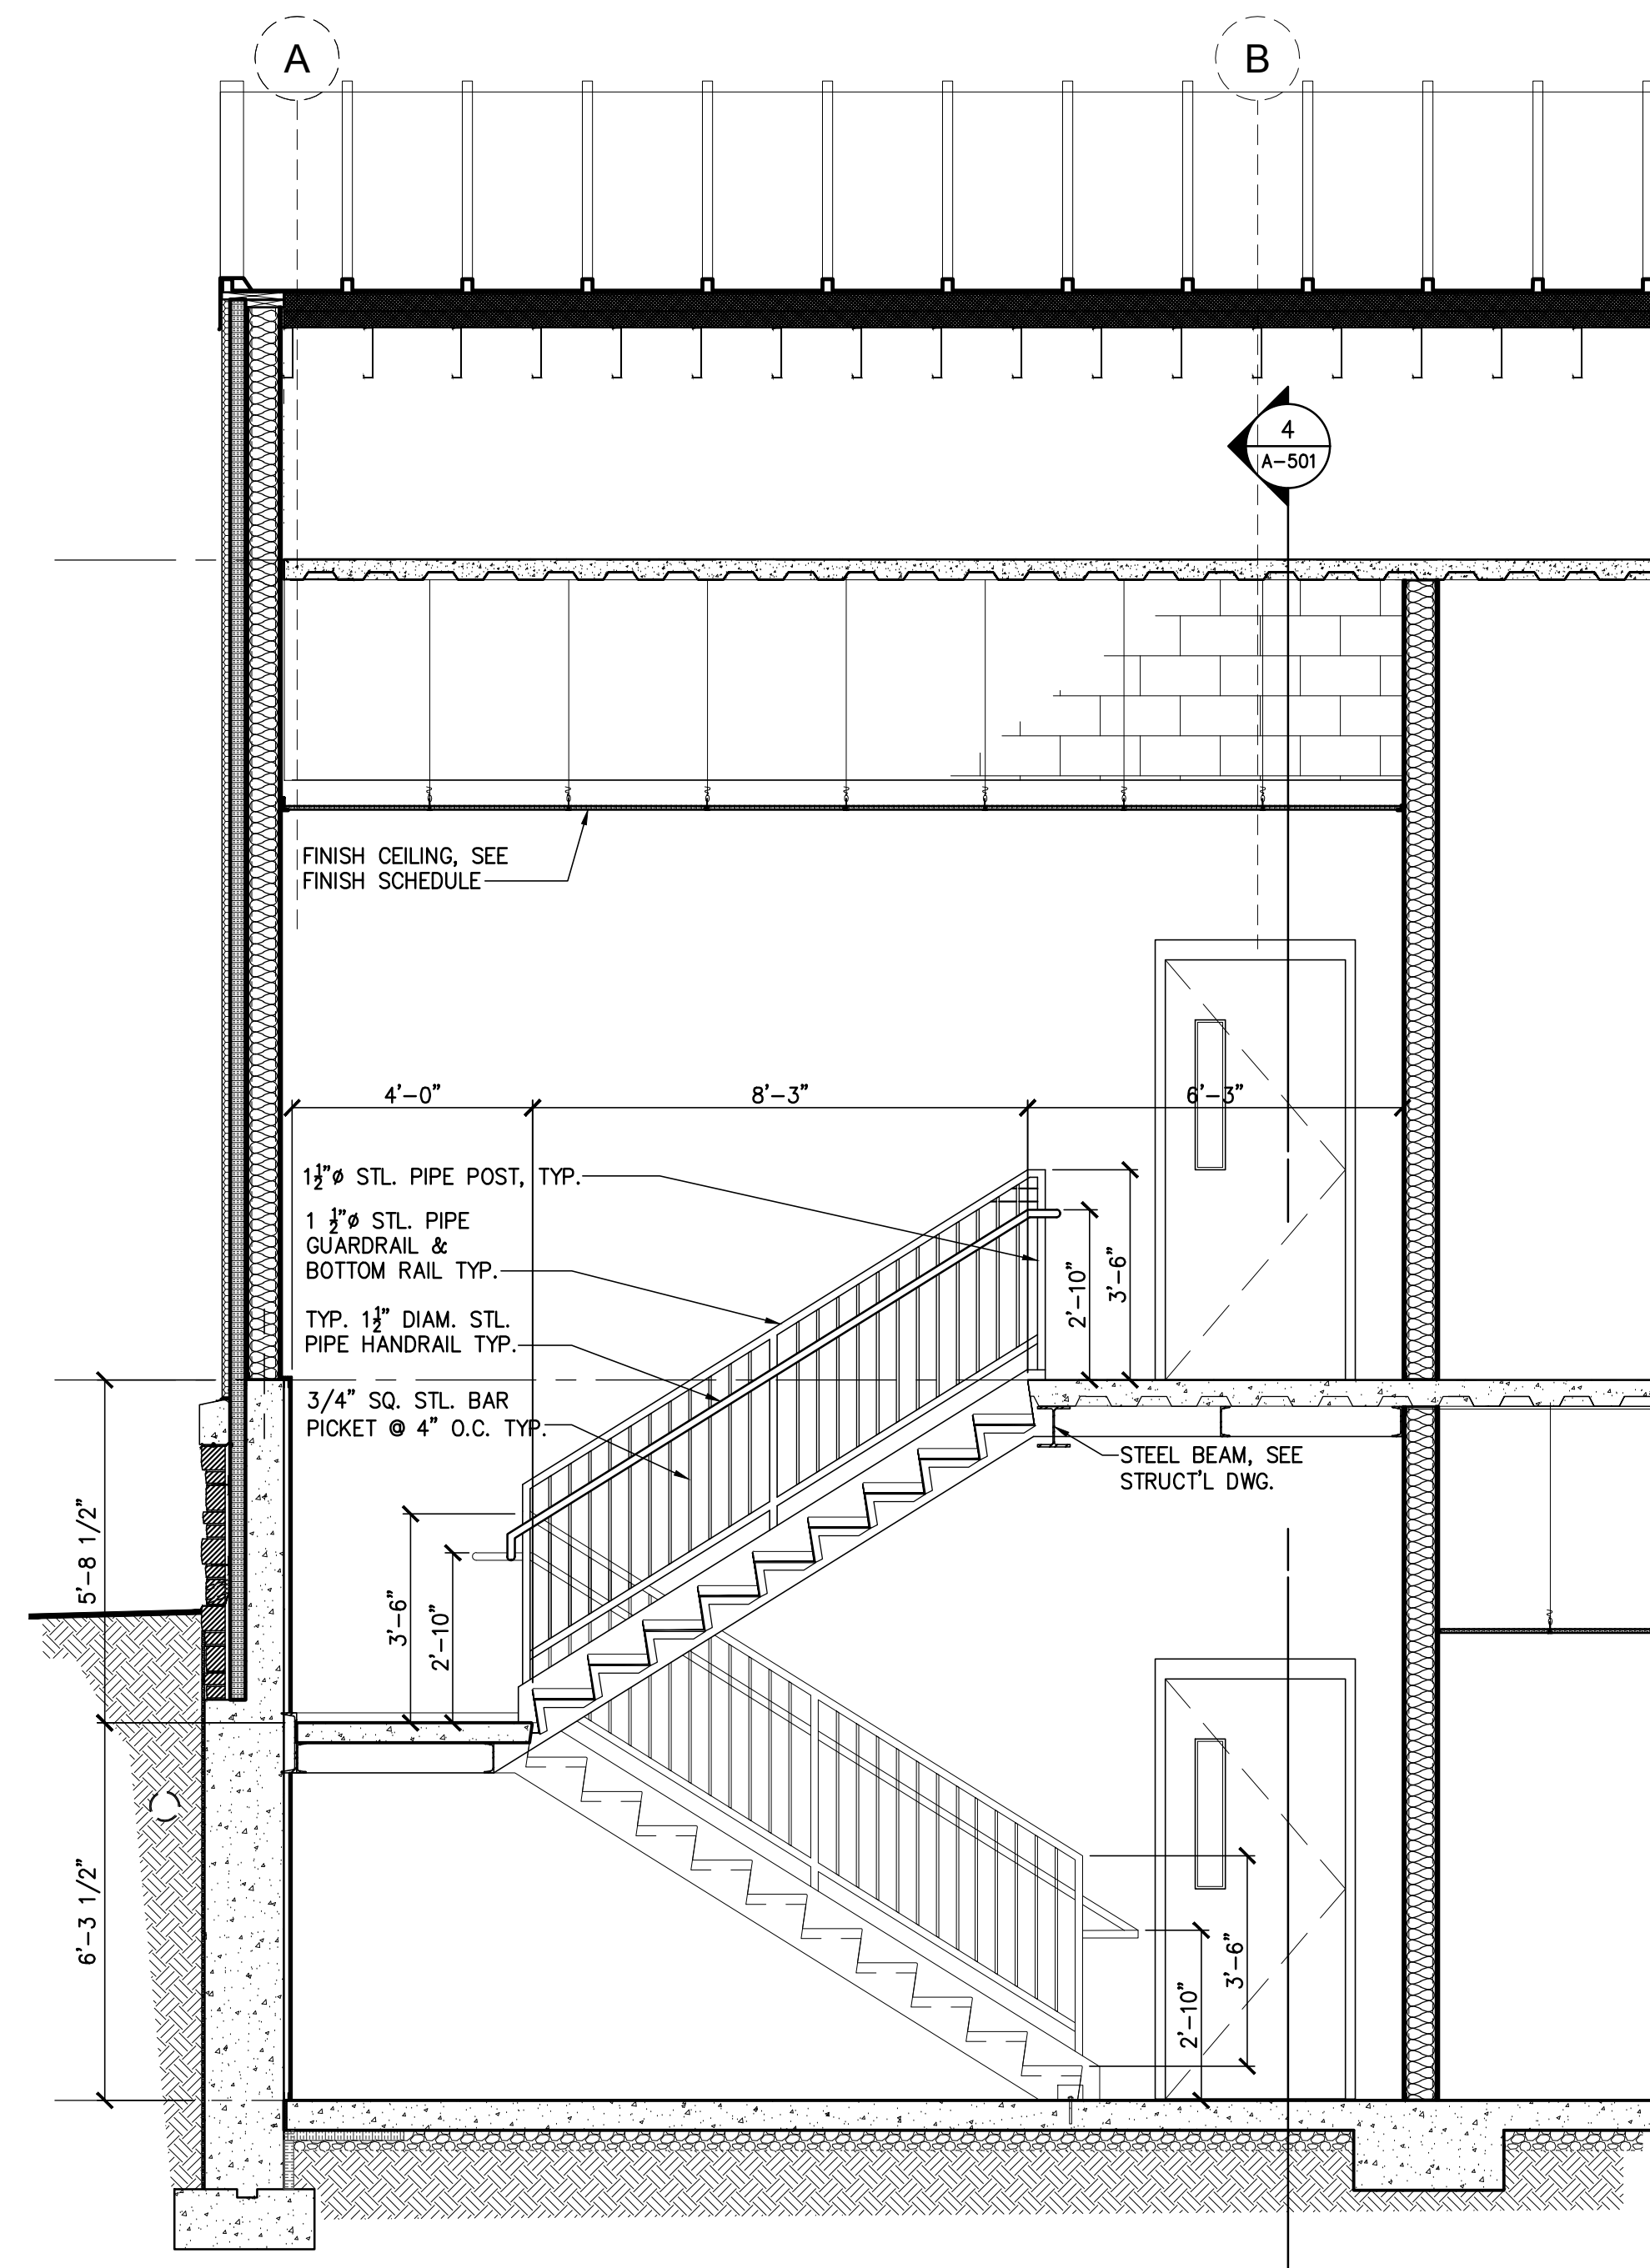 A
B
4
A-501
FINISH CEILING, SEE
FINISH SCHEDULE
4'-0"
8'-3"
6'-3"
1½"ø STL. PIPE POST, TYP.
1 ½"ø STL. PIPE
GUARDRAIL &
BOTTOM RAIL TYP.
TYP. 1½" DIAM. STL.
PIPE HANDRAIL TYP.
3/4" SQ. STL. BAR
PICKET @ 4" O.C. TYP.
2'-10"
3'-6"
STEEL BEAM, SEE
STRUCT'L DWG.
5'-8 1/2"
3'-6"
2'-10"
6'-3 1/2"
2'-10"
3'-6"